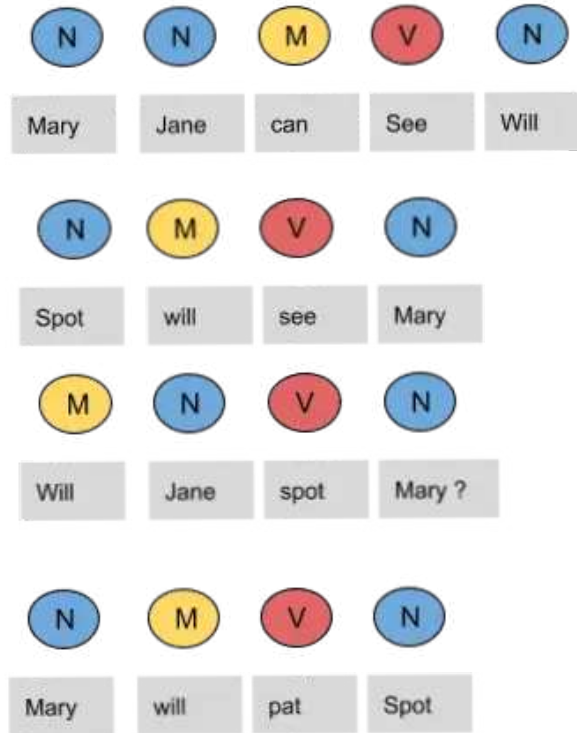 N N M V N
Mary Jane can See Will
N M V N
Spot will see Mary
M N V N
Will Jane spot Mary ?
N M V N
Mary will pat Spot